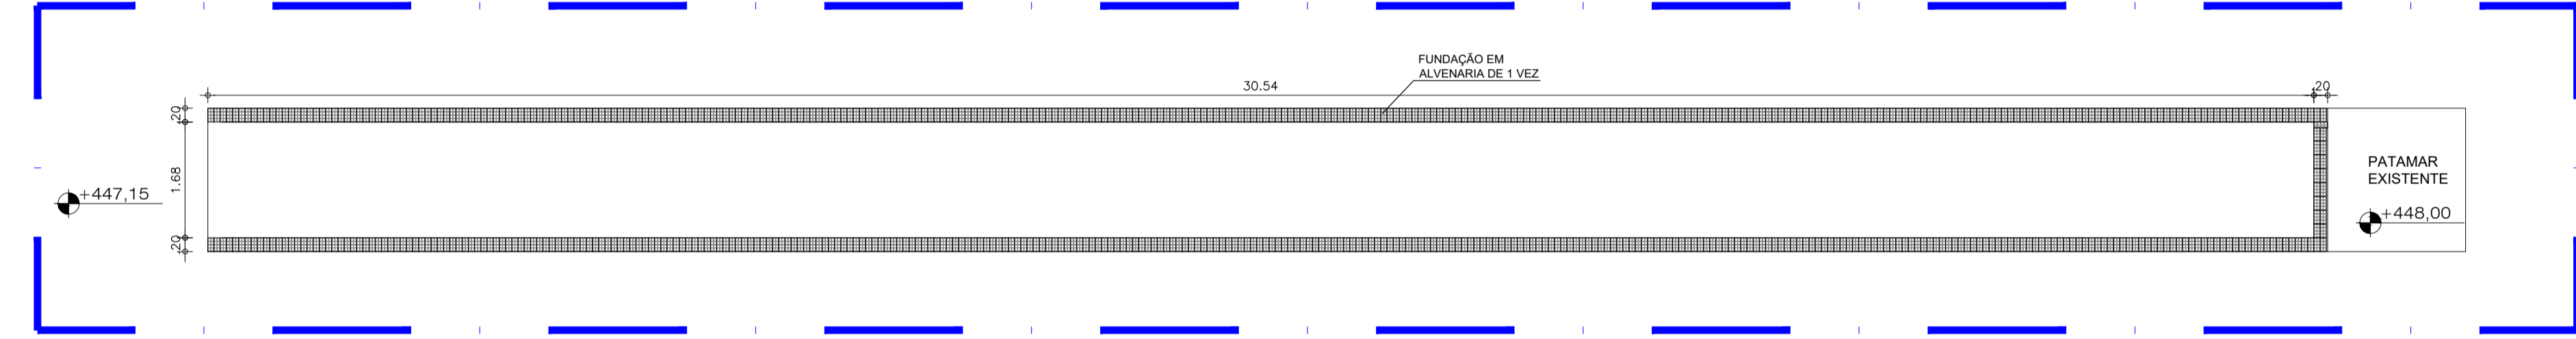 FUNDAÇÃO EM
ALVENARIA DE 1 VEZ
30.54
.20
.20
1.68
.20
+447,15
PATAMAR
EXISTENTE
+448,00